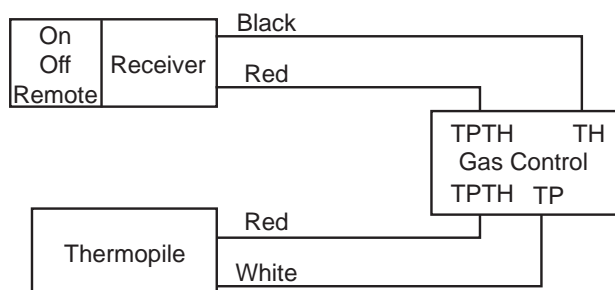 Black
On
Off
Remote
Receiver
Red
TPTH TH
Gas Control
TPTH TP
Red
Thermopile
White